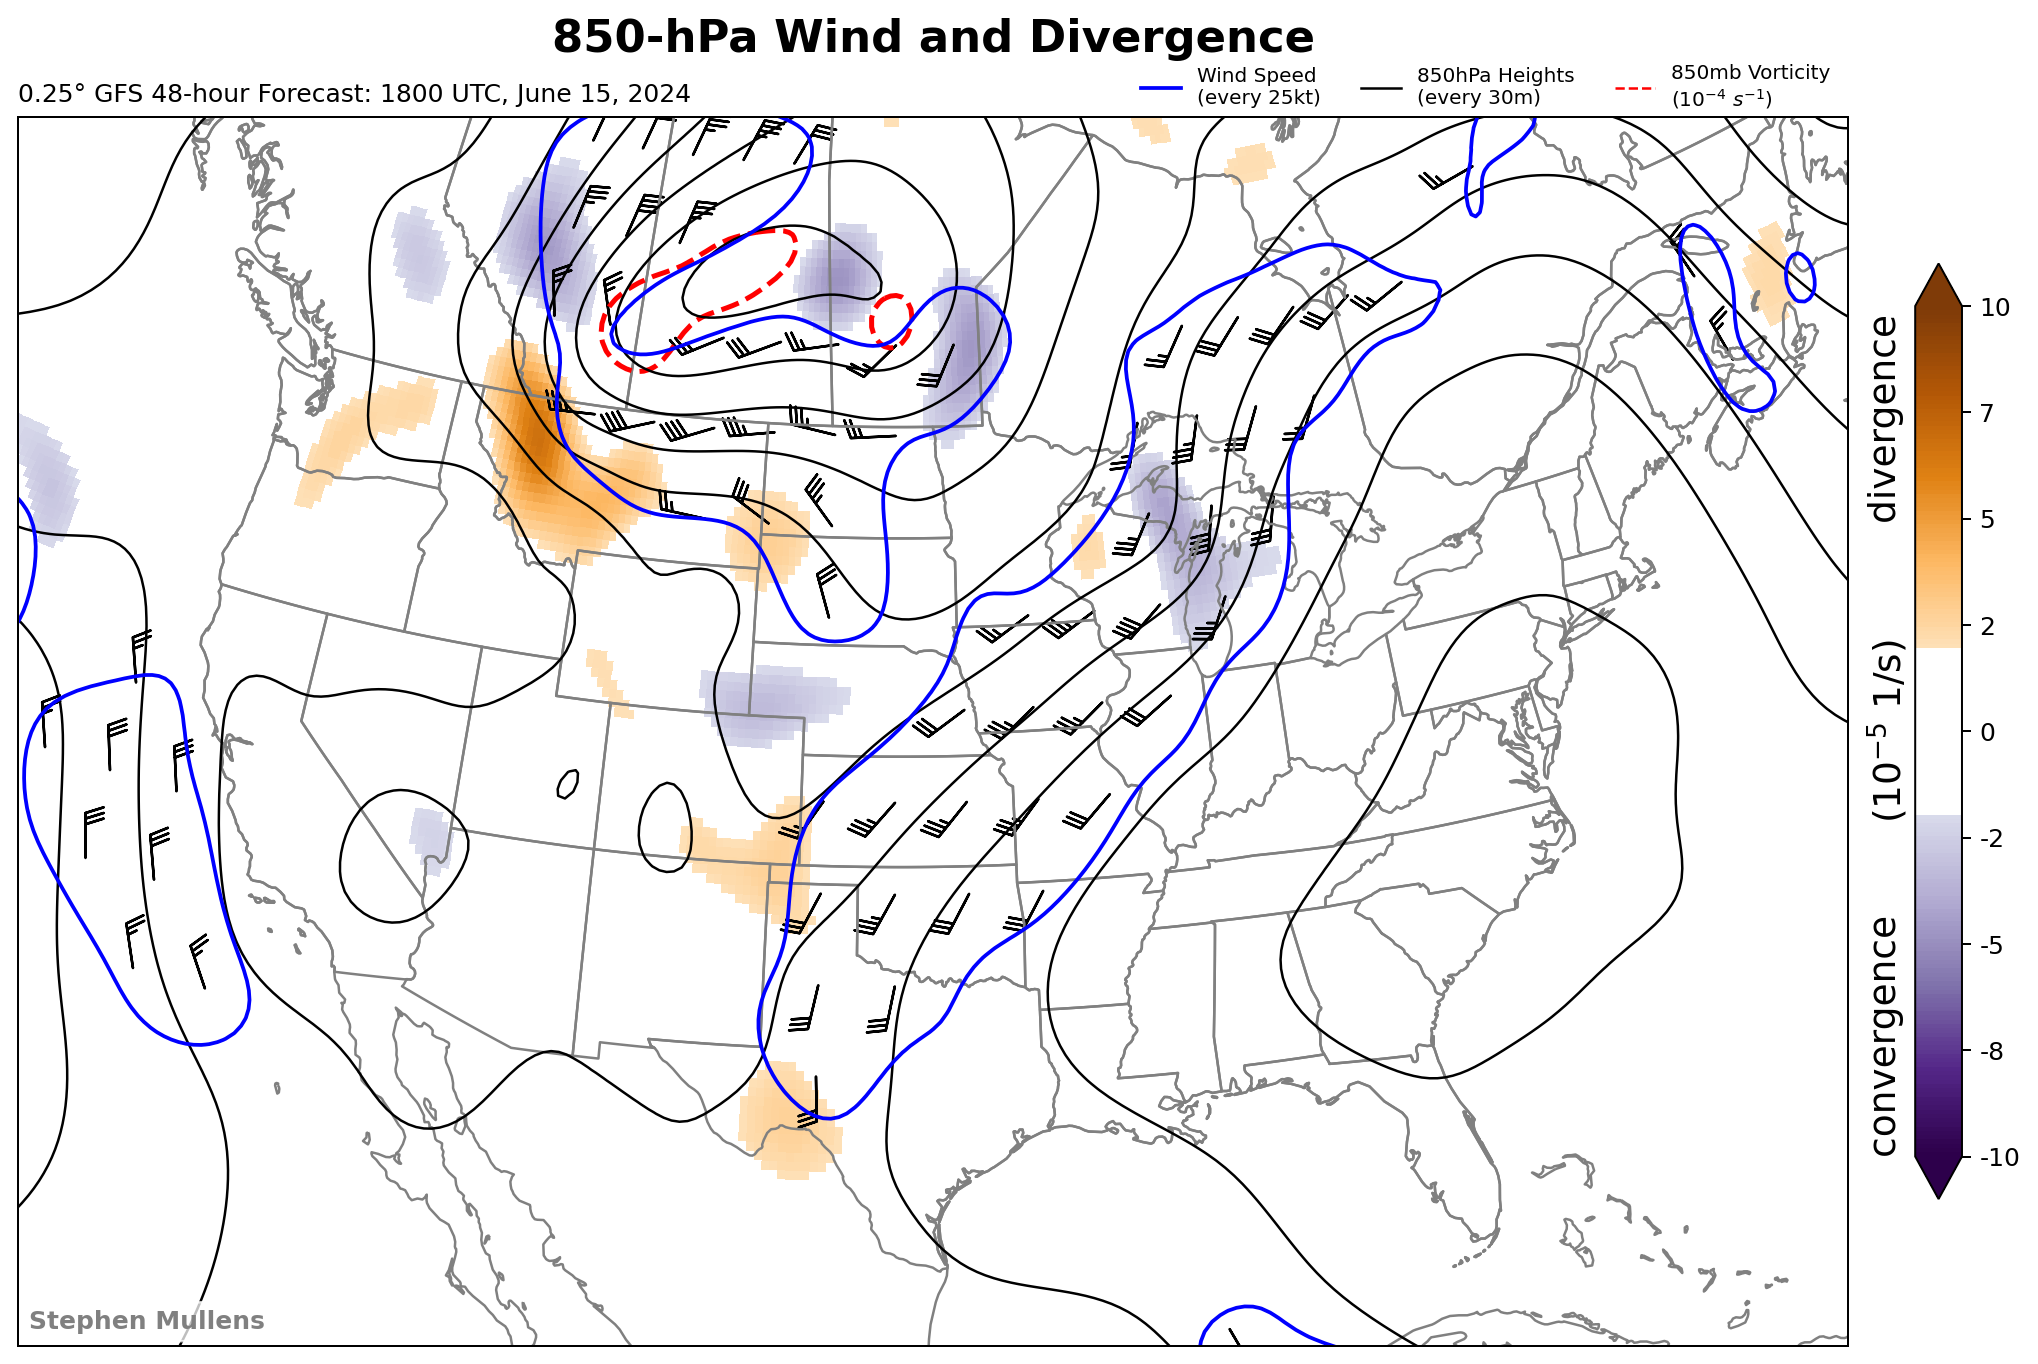 850-hPa Wind and Divergence
0.25° GFS 48-hour Forecast: 1800 UTC, June 15, 2024
Wind Speed
(every 25kt)
850hPa Heights
(every 30m)
850mb Vorticity
(10⁻⁴ s⁻¹)
10
7
5
2
0
-2
-5
-8
-10
convergence (10⁻⁵ 1/s) divergence
Stephen Mullens